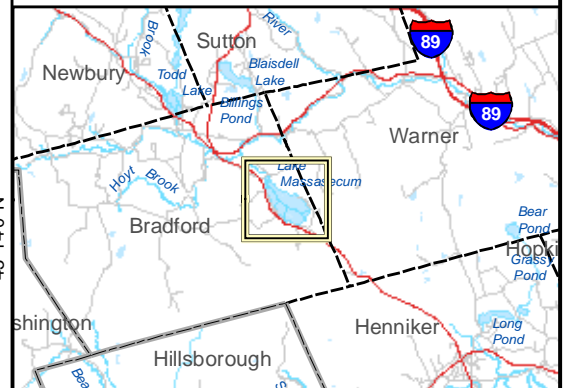 River
Brook
Sutton
89
Newbury
Todd
Lake
Blaisdell
Lake
Billings
Pond
89
Warner
Lake
Massasecum
Hoyt
Brook
Bradford
Bear
Pond
Hopki
Grassy
Pond
shington
Henniker
Long
Pond
Hillsborough
Bea